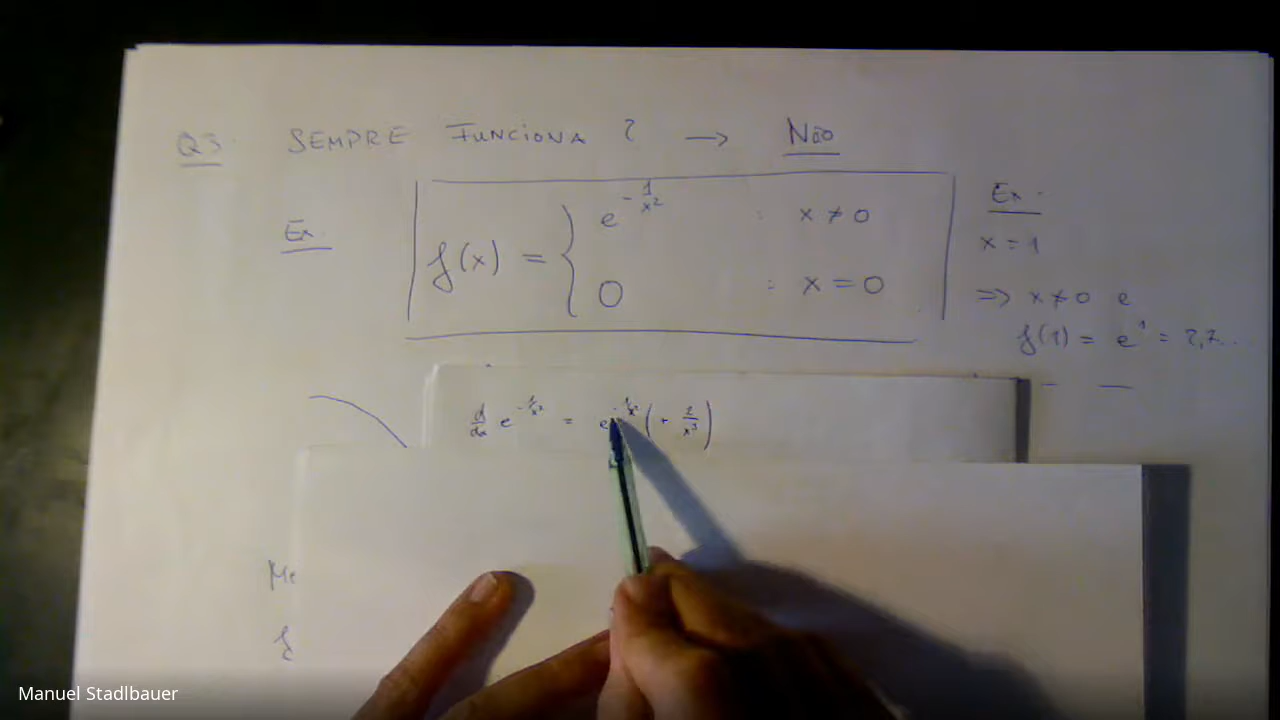 Q3 SEMPRE FUNCIONA ? → Não
Ex. f(x) = { e^{-1/x²} : x ≠ 0
0 : x = 0
Ex.
x = 1
⇒ x ≠ 0 e
f(1) = e^1 = 2,7...
d/dx e^{-1/x²} = e^{-1/x²} (+ 2/x³)
Manuel Stadlbauer